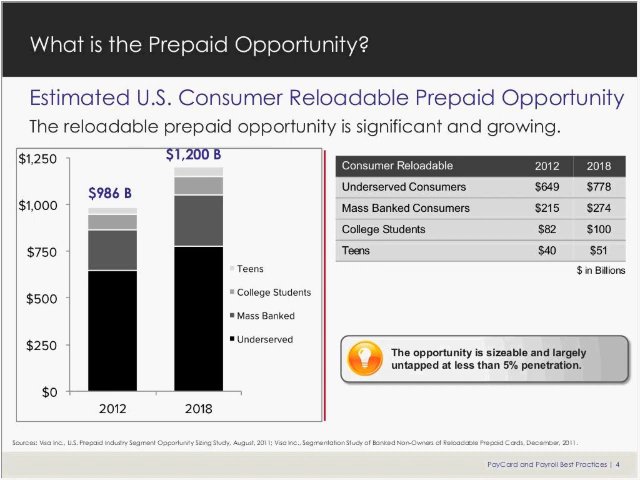 What is the Prepaid Opportunity?
Estimated U.S. Consumer Reloadable Prepaid Opportunity
The reloadable prepaid opportunity is significant and growing.
$1,250
$1,000
$750
$500
$250
$0
$986 B
$1,200 B
2012
2018
Teens
College Students
Mass Banked
Underserved
Consumer Reloadable 2012 2018
Underserved Consumers $649 $778
Mass Banked Consumers $215 $274
College Students $82 $100
Teens $40 $51
$ in Billions
The opportunity is sizeable and largely
untapped at less than 5% penetration.
Sources: Visa Inc., U.S. Prepaid Industry Segment Opportunity Sizing Study, August, 2011; Visa Inc., Segmentation Study of Banked Non-Owners of Reloadable Prepaid Cards, December, 2011.
PayCard and Payroll Best Practices | 4